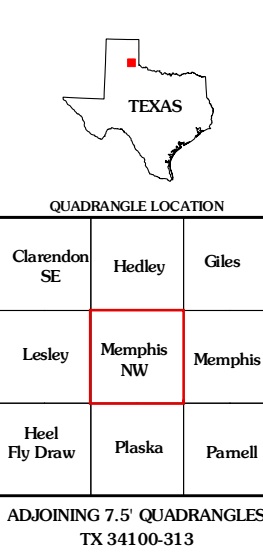 TEXAS
QUADRANGLE LOCATION
Clarendon
SE
Hedley
Giles
Lesley
Memphis
NW
Memphis
Heel
Fly Draw
Plaska
Parnell
ADJOINING 7.5' QUADRANGLES
TX 34100-313